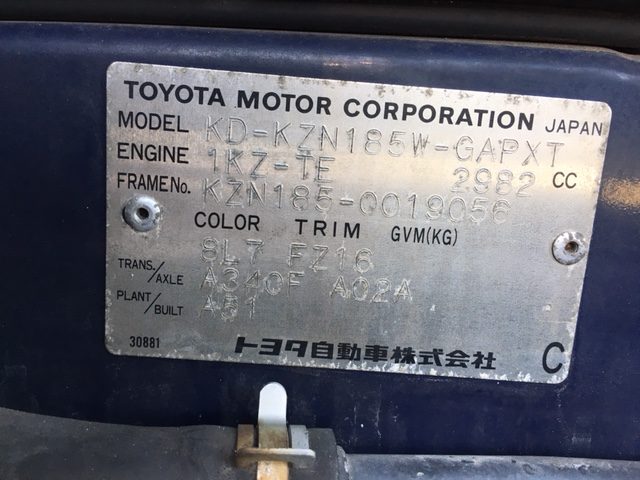 TOYOTA MOTOR CORPORATION JAPAN
MODEL KD-KZN185W-GAPXT
ENGINE 1KZ-TE 2982 CC
FRAME No. KZN185-0019056
COLOR TRIM GVM(KG)
8L7 FZ16
TRANS./AXLE A340F A02A
PLANT/BUILT A51
30881 トヨタ自動車株式会社 C